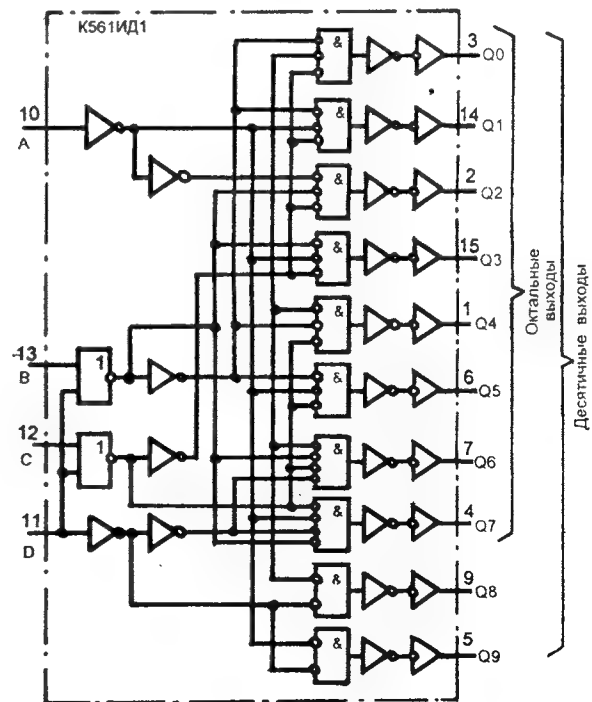 К561ИД1
& 3 Q0
10 A
& 14 Q1
& 2 Q2
& 15 Q3
& 1 Q4
13 B 1
& 6 Q5
12 C 1
& 7 Q6
11 D
& 4 Q7
& 9 Q8
& 5 Q9
Октальные
выходы
Десятичные выходы